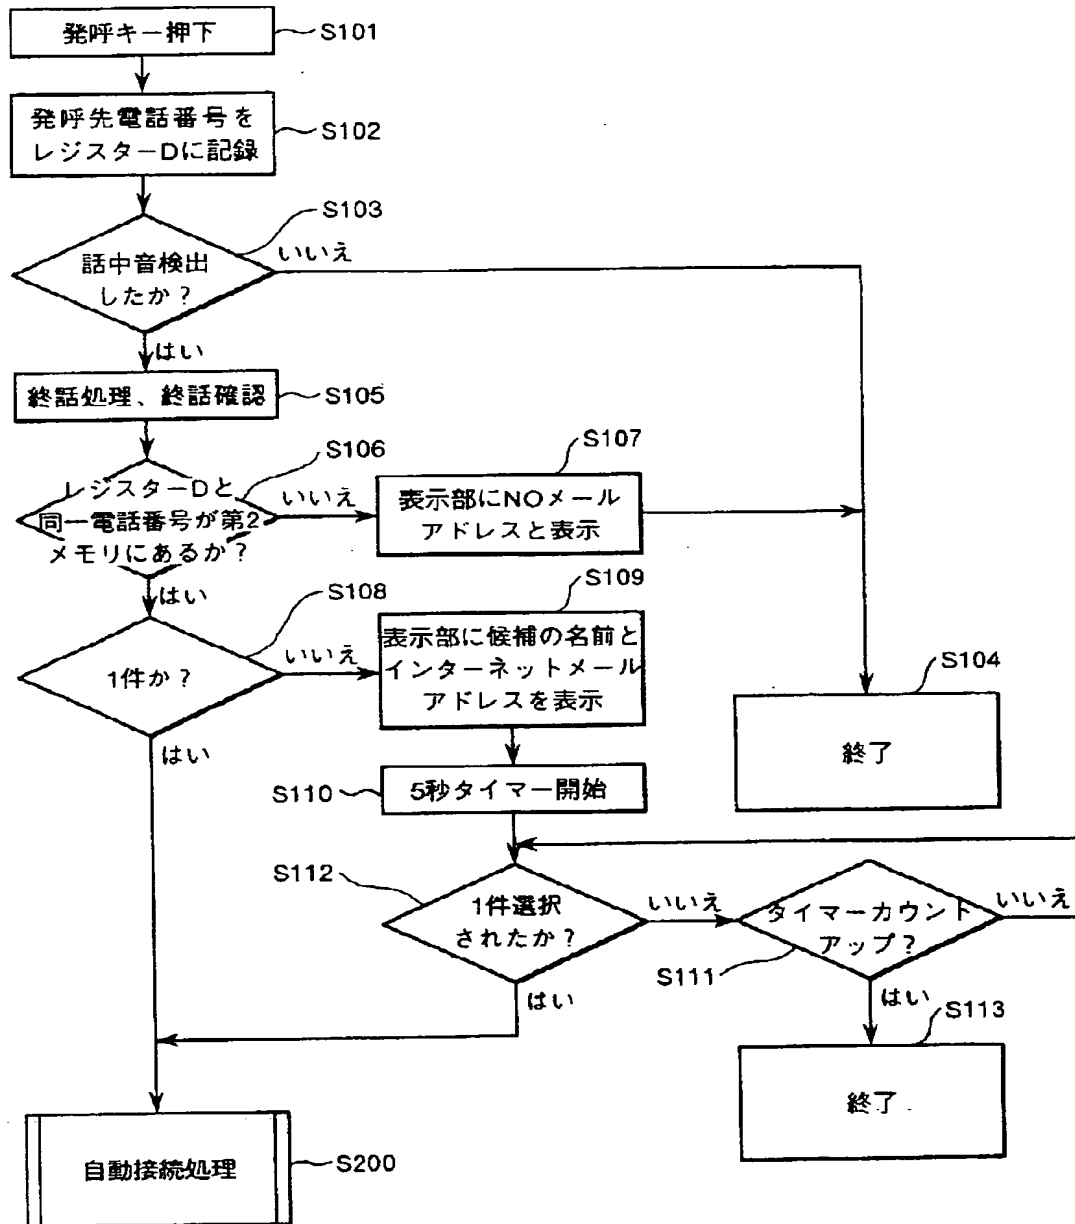 発呼キー押下
S101
発呼先電話番号を
レジスターDに記録
S102
S103
話中音検出
したか？
いいえ
はい
終話処理、終話確認
S105
S106
レジスターDと
同一電話番号が第2
メモリにあるか？
いいえ
S107
表示部にNOメール
アドレスと表示
はい
S108
1件か？
いいえ
S109
表示部に候補の名前と
インターネットメール
アドレスを表示
S104
終了
はい
S110
5秒タイマー開始
S112
1件選択
されたか？
いいえ
タイマーカウント
アップ？
いいえ
S111
はい
はい
S113
終了
自動接続処理
S200